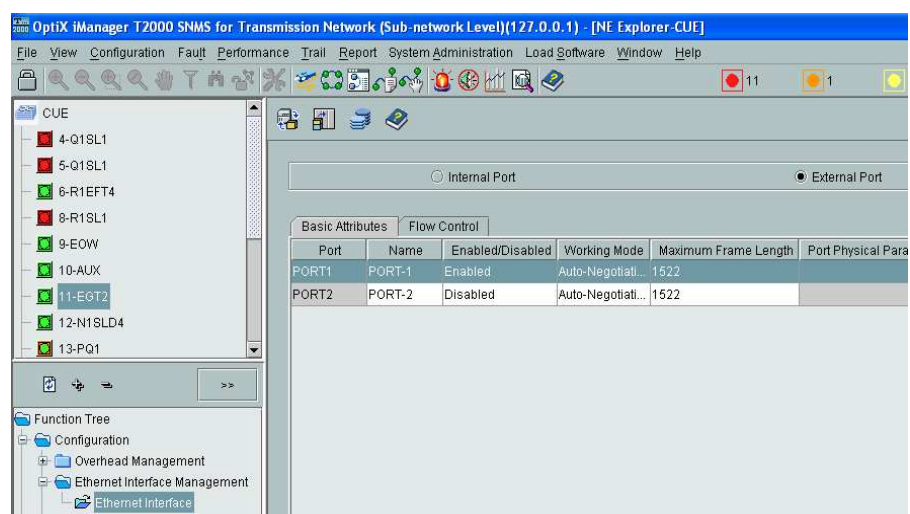 OptiX iManager T2000 SNMS for Transmission Network (Sub-network Level)(127.0.0.1) - [NE Explorer-CUE]
File View Configuration Fault Performance Trail Report System Administration Load Software Window Help
11 1
CUE
4-Q1SL1
5-Q1SL1
6-R1EFT4
8-R1SL1
9-EOW
10-AUX
11-EGT2
12-N1SLD4
13-PQ1
>>
Function Tree
Configuration
Overhead Management
Ethernet Interface Management
Ethernet Interface
Internal Port External Port
Basic Attributes Flow Control
Port Name Enabled/Disabled Working Mode Maximum Frame Length Port Physical Para
PORT1 PORT-1 Enabled Auto-Negotiati... 1522
PORT2 PORT-2 Disabled Auto-Negotiati... 1522